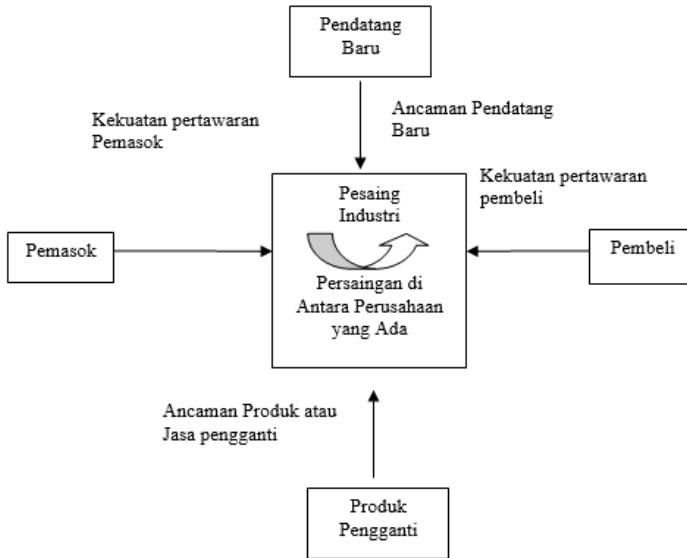 Pendatang
Baru
Kekuatan pertawaran
Pemasok
Ancaman Pendatang
Baru
Kekuatan pertawaran
pembeli
Pesaing
Industri
Pemasok
Pembeli
Persaingan di
Antara Perusahaan
yang Ada
Ancaman Produk atau
Jasa pengganti
Produk
Pengganti